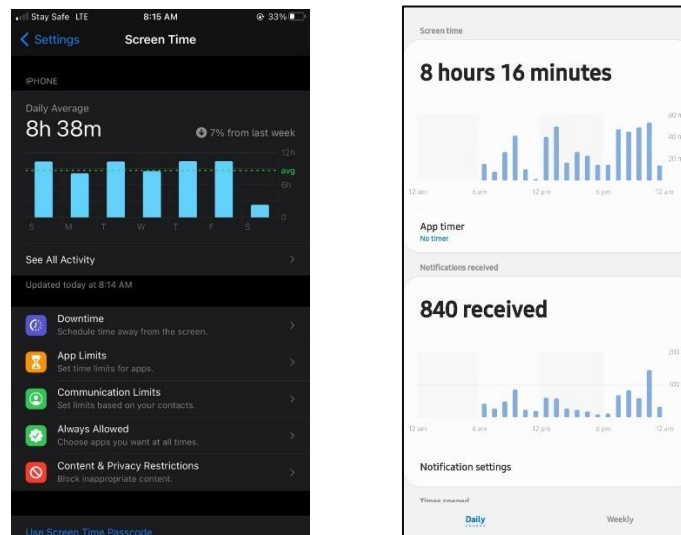 Stay Safe LTE 8:15 AM 33%
Settings Screen Time
IPHONE
Daily Average
8h 38m 7% from last week
12h
avg
6h
0
S M T W T F S
See All Activity
Updated today at 8:14 AM
Downtime
Schedule time away from the screen.
App Limits
Set time limits for apps.
Communication Limits
Set limits based on your contacts.
Always Allowed
Choose apps you want at all times.
Content & Privacy Restrictions
Block inappropriate content.
Use Screen Time Passcode
Screen time
8 hours 16 minutes
60 m
40 m
20 m
12 am 6 am 12 pm 6 pm 12 am
App timer
No timer
Notifications received
840 received
200
100
12 am 6 am 12 pm 6 pm 12 am
Notification settings
Times opened
Daily Weekly